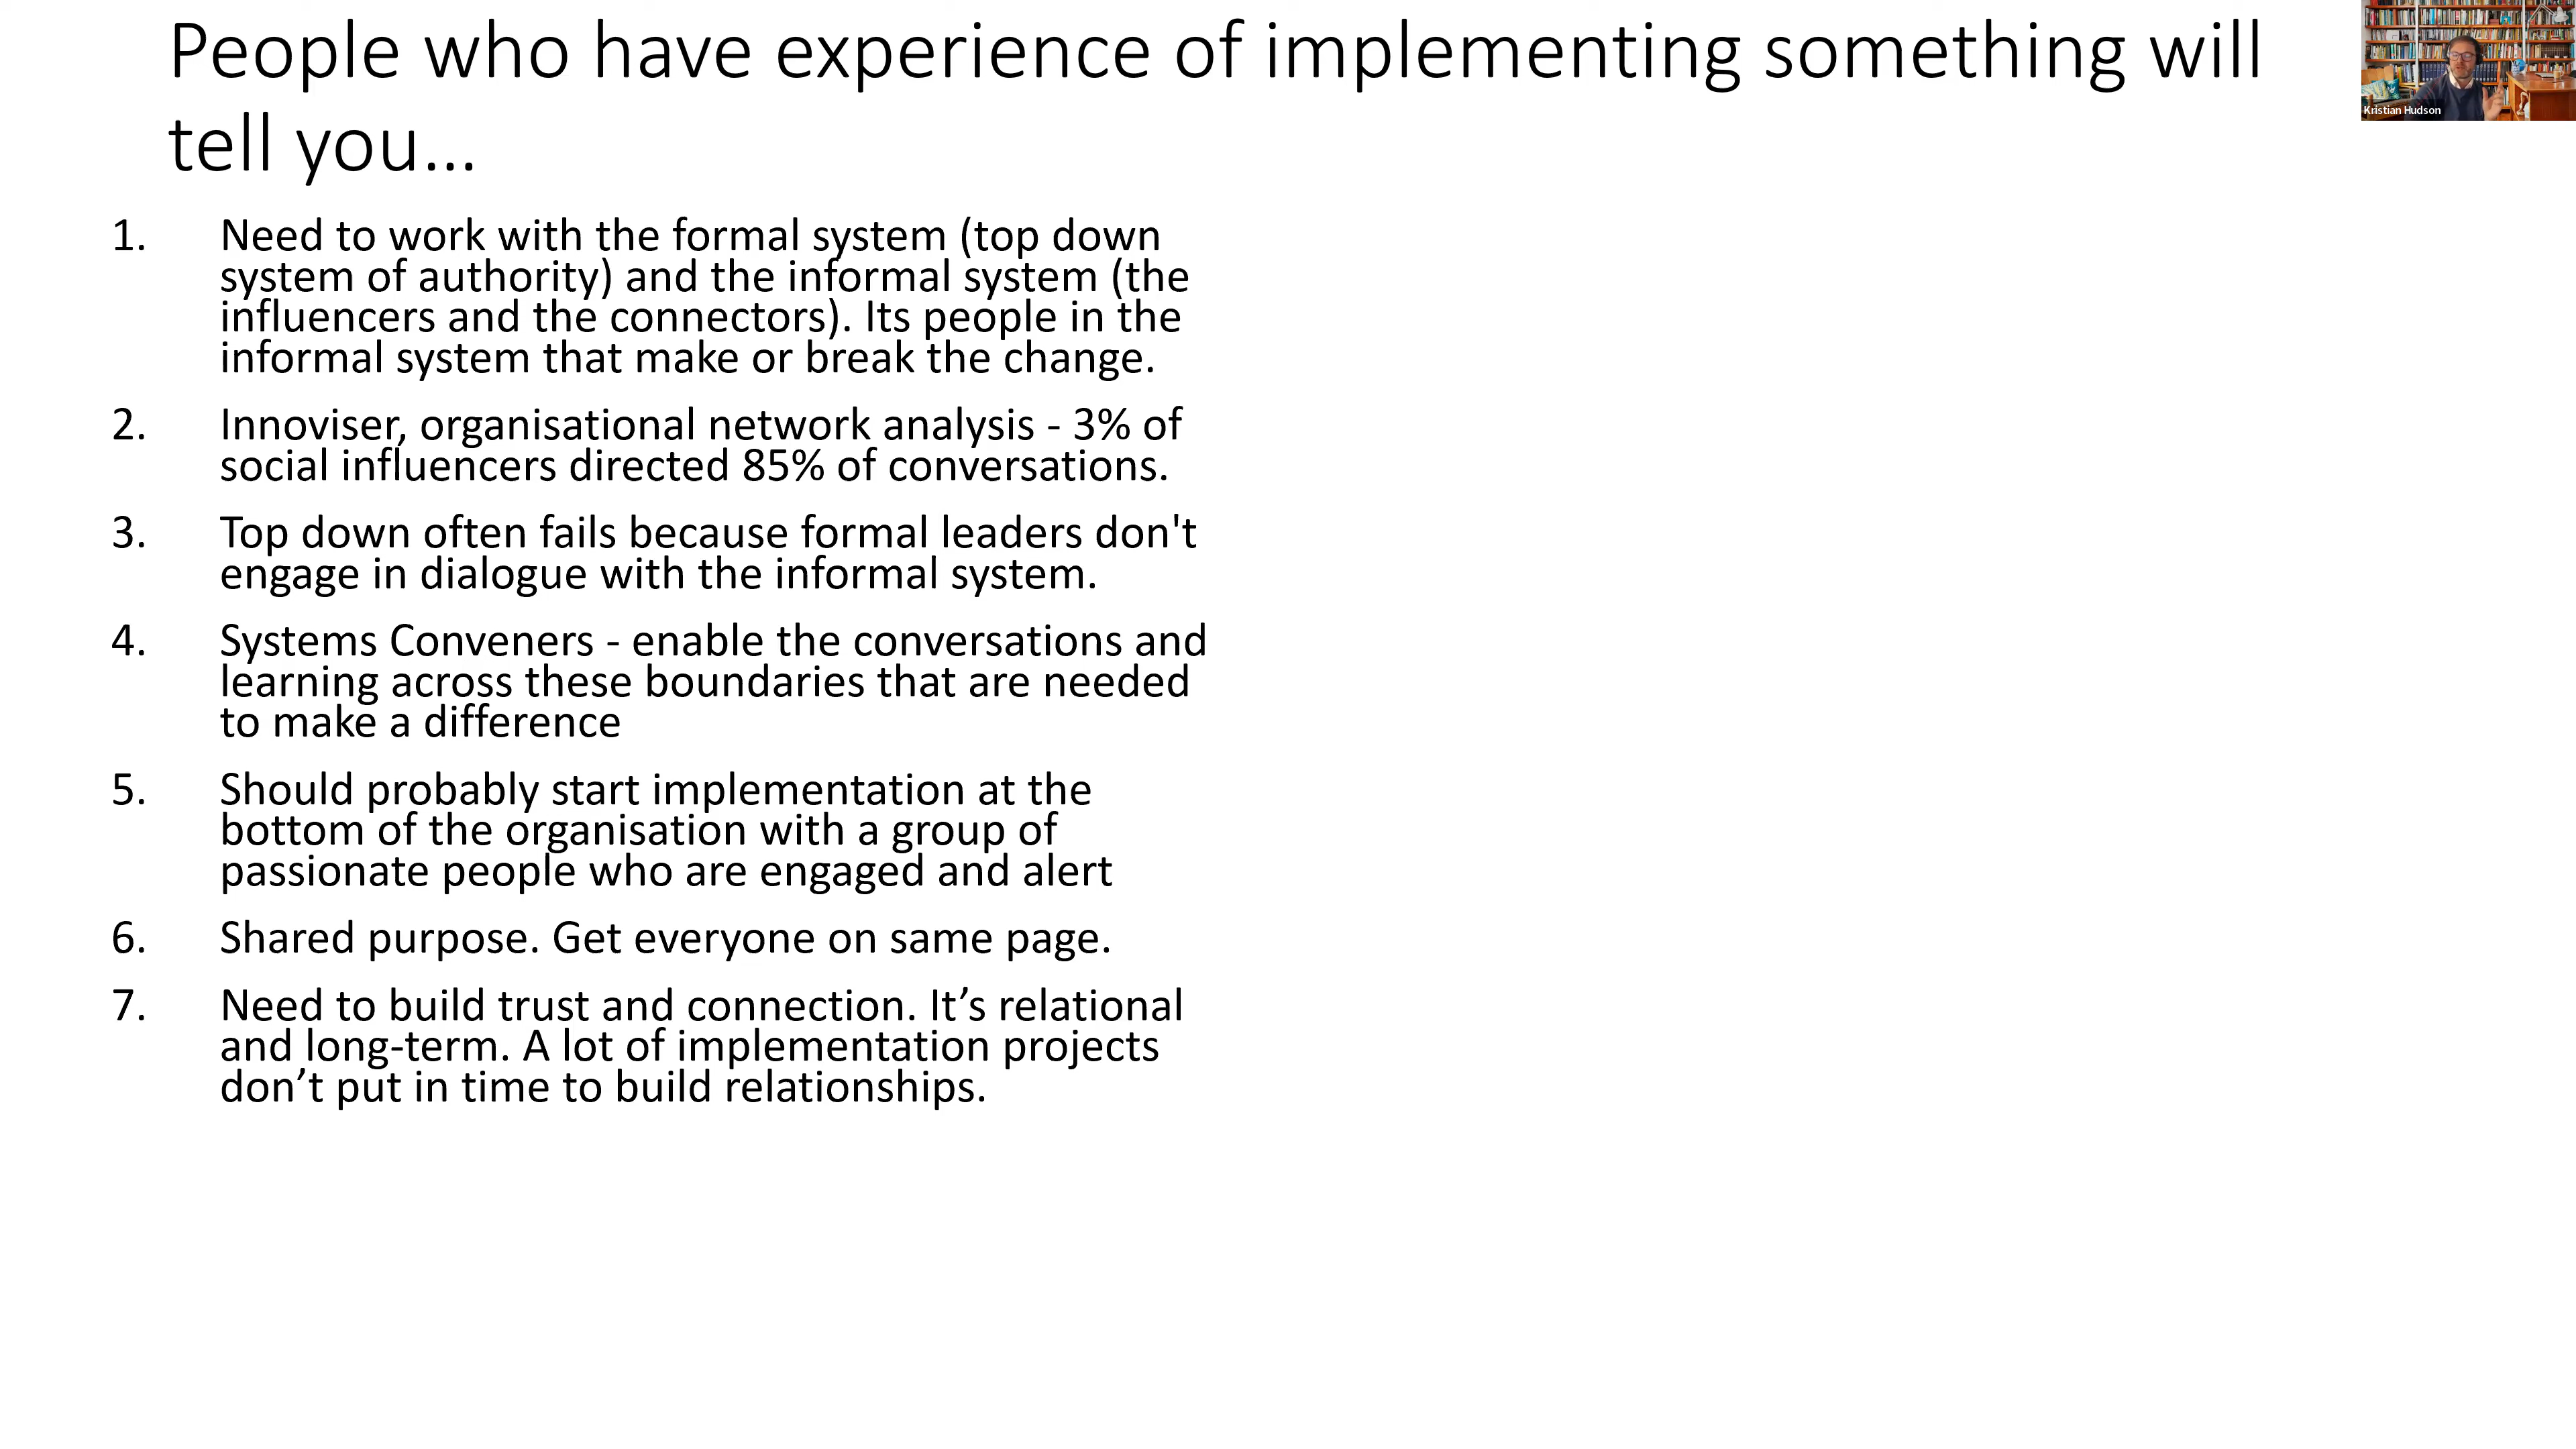 People who have experience of implementing something will
tell you...
Kristian Hudson
1. Need to work with the formal system (top down
system of authority) and the informal system (the
influencers and the connectors). Its people in the
informal system that make or break the change.
2. Innoviser, organisational network analysis - 3% of
social influencers directed 85% of conversations.
3. Top down often fails because formal leaders don't
engage in dialogue with the informal system.
4. Systems Conveners - enable the conversations and
learning across these boundaries that are needed
to make a difference
5. Should probably start implementation at the
bottom of the organisation with a group of
passionate people who are engaged and alert
6. Shared purpose. Get everyone on same page.
7. Need to build trust and connection. It’s relational
and long-term. A lot of implementation projects
don’t put in time to build relationships.